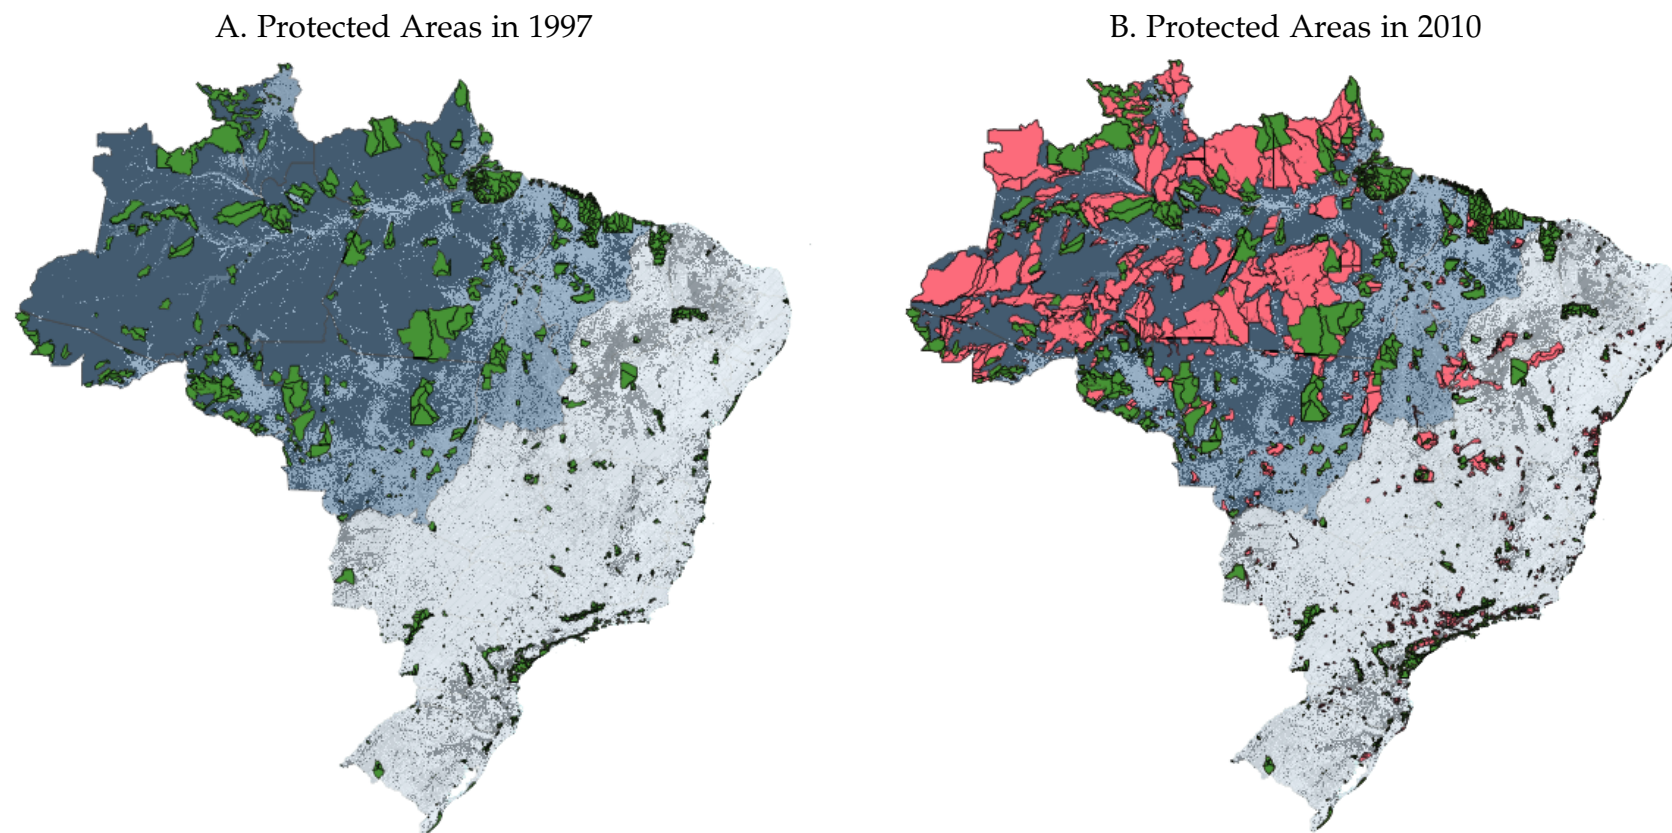 A. Protected Areas in 1997
B. Protected Areas in 2010